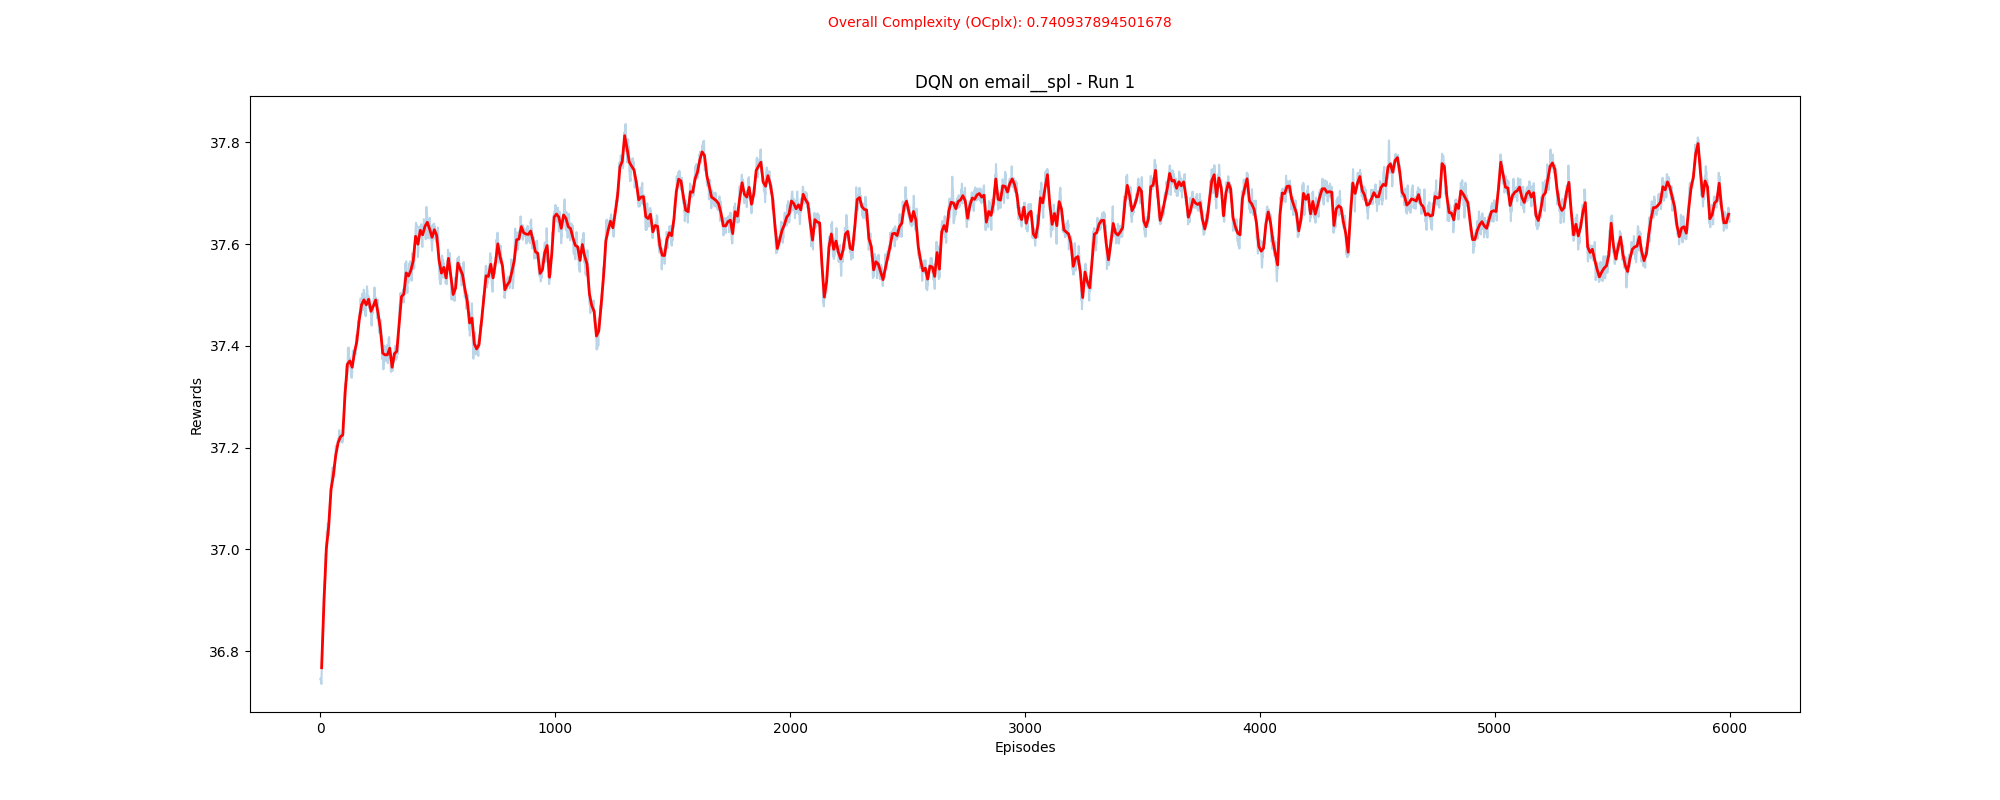 Overall Complexity (OCplx): 0.740937894501678
DQN on email__spl - Run 1
37.8
37.6
37.4
37.2
37.0
36.8
Rewards
0 1000 2000 3000 4000 5000 6000
Episodes